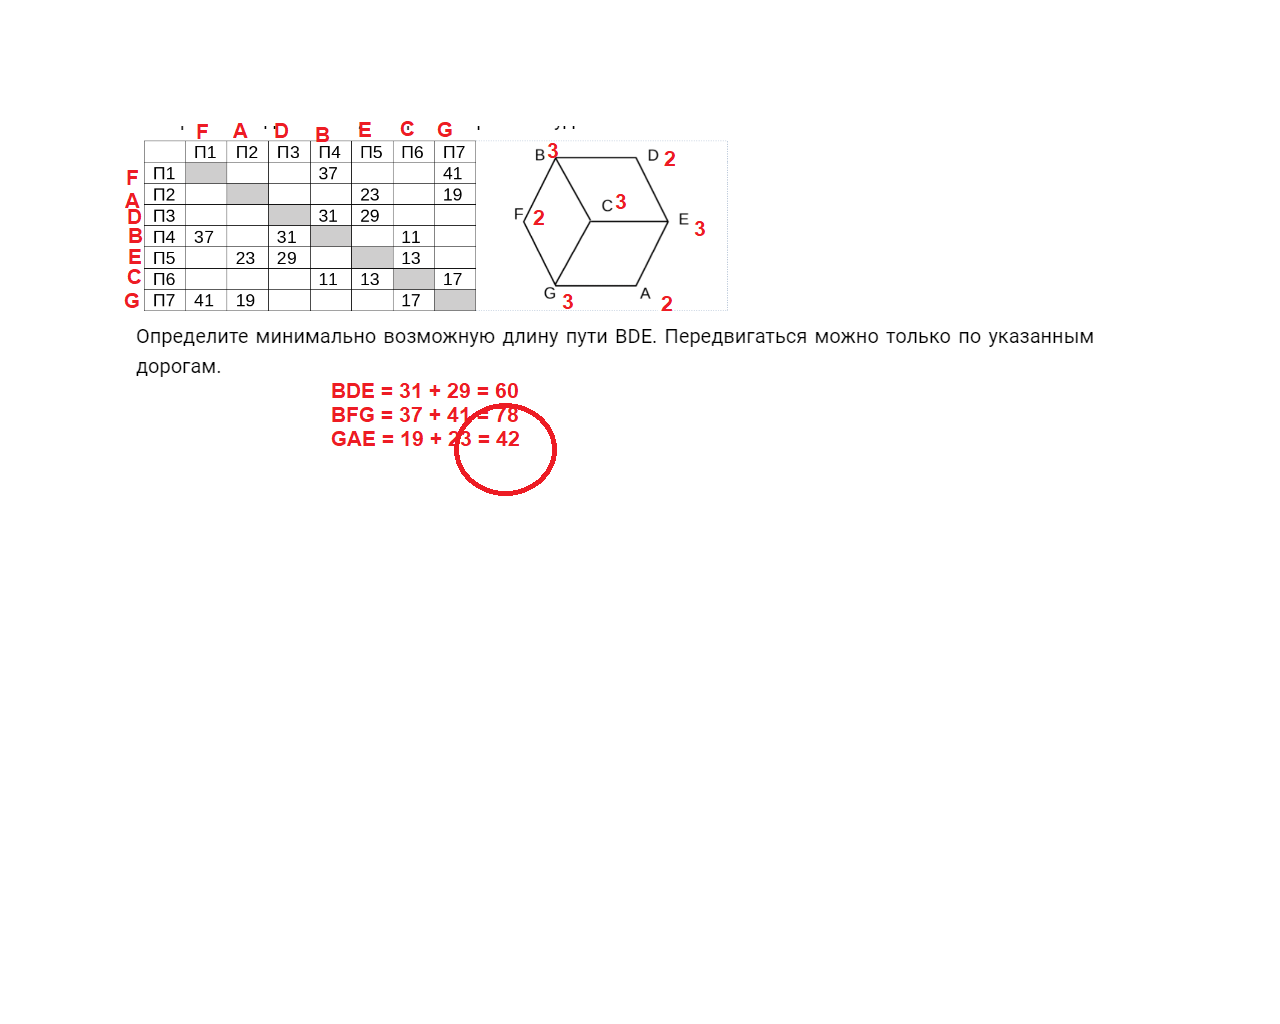 F A D B E C G
П1 П2 П3 П4 П5 П6 П7
F П1 37 41
A П2 23 19
D П3 31 29
B П4 37 31 11
E П5 23 29 13
C П6 11 13 17
G П7 41 19 17
B 3 D 2
C 3
F 2 E 3
G 3 A 2
Определите минимально возможную длину пути BDE. Передвигаться можно только по указанным
дорогам.
BDE = 31 + 29 = 60
BFG = 37 + 41 = 78
GAE = 19 + 23 = 42